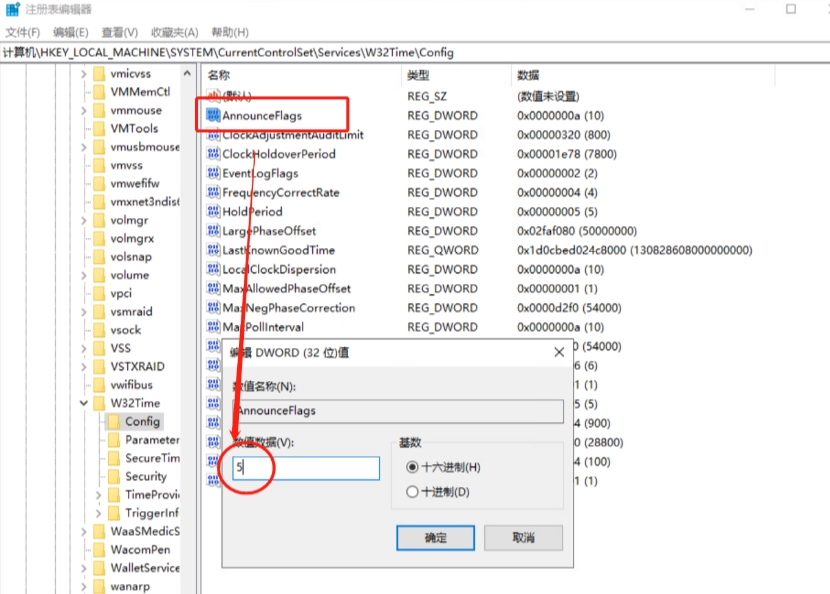 注册表编辑器
文件(F) 编辑(E) 查看(V) 收藏夹(A) 帮助(H)
计算机\HKEY_LOCAL_MACHINE\SYSTEM\CurrentControlSet\Services\W32Time\Config
vmicvss
VMMemCtl
vmmouse
VMTools
vmusbmouse
vmvss
vmwefifw
vmxnet3ndis6
volmgr
volmgrx
volsnap
volume
vpci
vsmraid
vsock
VSS
VSTXRAID
vwifibus
W32Time
Config
Parameter
SecureTim
Security
TimeProvi
TriggerInf
WaaSMedicS
WacomPen
WalletService
wanarp
名称 类型 数据
(默认) REG_SZ (数值未设置)
AnnounceFlags REG_DWORD 0x0000000a (10)
ClockAdjustmentAuditLimit REG_DWORD 0x00000320 (800)
ClockHoldoverPeriod REG_DWORD 0x00001e78 (7800)
EventLogFlags REG_DWORD 0x00000002 (2)
FrequencyCorrectRate REG_DWORD 0x00000004 (4)
HoldPeriod REG_DWORD 0x00000005 (5)
LargePhaseOffset REG_DWORD 0x02faf080 (50000000)
LastKnownGoodTime REG_QWORD 0x1d0cbed024c8000 (130828608000000000)
LocalClockDispersion REG_DWORD 0x0000000a (10)
MaxAllowedPhaseOffset REG_DWORD 0x00000001 (1)
MaxNegPhaseCorrection REG_DWORD 0x0000d2f0 (54000)
MaxPollInterval REG_DWORD 0x0000000a (10)
0 (54000)
6 (6)
1 (1)
5 (5)
4 (900)
0 (28800)
4 (100)
1 (1)
编辑 DWORD (32 位)值
数值名称(N):
AnnounceFlags
数值数据(V):
5
基数
十六进制(H)
十进制(D)
确定 取消